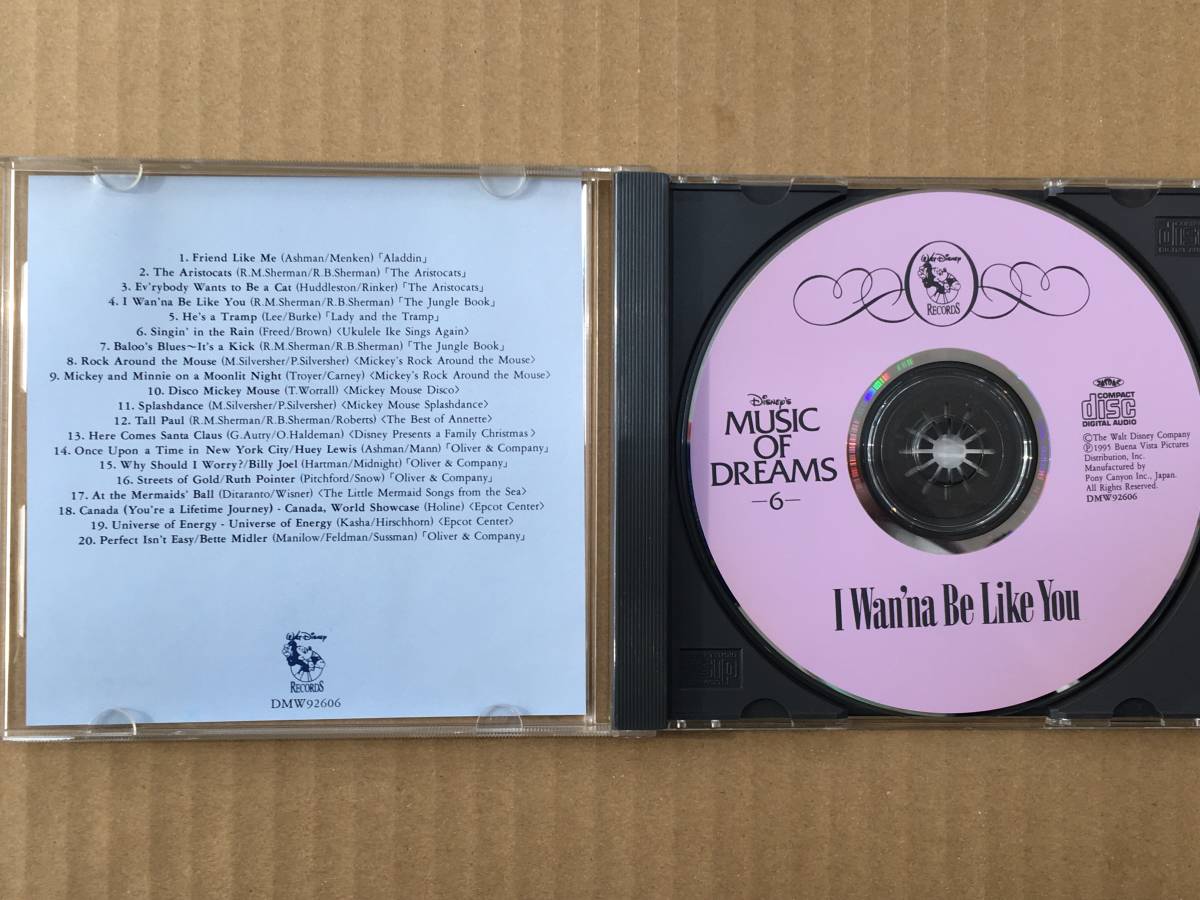 1. Friend Like Me (Ashman/Menken)「Aladdin」
2. The Aristocats (R.M.Sherman/R.B.Sherman)「The Aristocats」
3. Ev'rybody Wants to Be a Cat (Huddleston/Rinker)「The Aristocats」
4. I Wan'na Be Like You (R.M.Sherman/R.B.Sherman)「The Jungle Book」
5. He's a Tramp (Lee/Burke)「Lady and the Tramp」
6. Singin' in the Rain (Freed/Brown)〈Ukulele Ike Sings Again〉
7. Baloo's Blues～It's a Kick (R.M.Sherman/R.B.Sherman)「The Jungle Book」
8. Rock Around the Mouse (M.Silversher/P.Silversher)〈Mickey's Rock Around the Mouse〉
9. Mickey and Minnie on a Moonlit Night (Troyer/Carney)〈Mickey's Rock Around the Mouse〉
10. Disco Mickey Mouse (T.Worrall)〈Mickey Mouse Disco〉
11. Splashdance (M.Silversher/P.Silversher)〈Mickey Mouse Splashdance〉
12. Tall Paul (R.M.Sherman/R.B.Sherman/Roberts)〈The Best of Annette〉
13. Here Comes Santa Claus (G.Autry/O.Haldeman)〈Disney Presents a Family Christmas〉
14. Once Upon a Time in New York City/Huey Lewis (Ashman/Mann)「Oliver & Company」
15. Why Should I Worry?/Billy Joel (Hartman/Midnight)「Oliver & Company」
16. Streets of Gold/Ruth Pointer (Pitchford/Snow)「Oliver & Company」
17. At the Mermaids' Ball (Ditaranto/Wisner)〈The Little Mermaid Songs from the Sea〉
18. Canada (You're a Lifetime Journey) - Canada, World Showcase (Holine)〈Epcot Center〉
19. Universe of Energy - Universe of Energy (Kasha/Hirschhorn)〈Epcot Center〉
20. Perfect Isn't Easy/Bette Midler (Manilow/Feldman/Sussman)「Oliver & Company」
Walt Disney
RECORDS
DMW92606
Walt Disney
RECORDS
Disney's
MUSIC
OF
DREAMS
–6–
COMPACT
disc
DIGITAL AUDIO
©The Walt Disney Company
℗1995 Buena Vista Pictures
Distribution, Inc.
Manufactured by
Pony Canyon Inc., Japan.
All Rights Reserved.
DMW92606
I Wan'na Be Like You